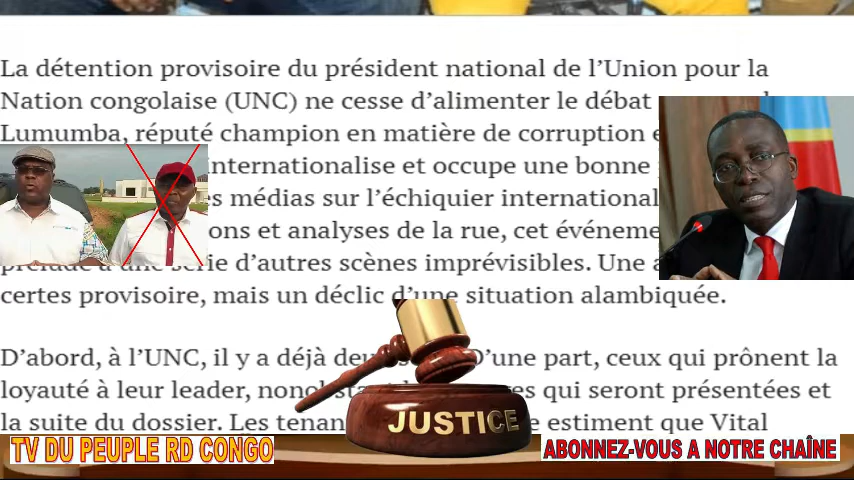 La détention provisoire du président national de l’Union pour la
Nation congolaise (UNC) ne cesse d’alimenter le débat
Lumumba, réputé champion en matière de corruption
internationalise et occupe une bonne
médias sur l’échiquier international
et analyses de la rue, cet
d’autres scènes imprévisibles. Une
certes provisoire, mais un déclic d’une situation alambiquée.
D’abord, à l’UNC, il y a déjà D’une part, ceux qui prônent la
loyauté à leur leader, qui seront présentées et
la suite du dossier. Les estiment que Vital
JUSTICE
TV DU PEUPLE RD CONGO
ABONNEZ-VOUS A NOTRE CHAÎNE